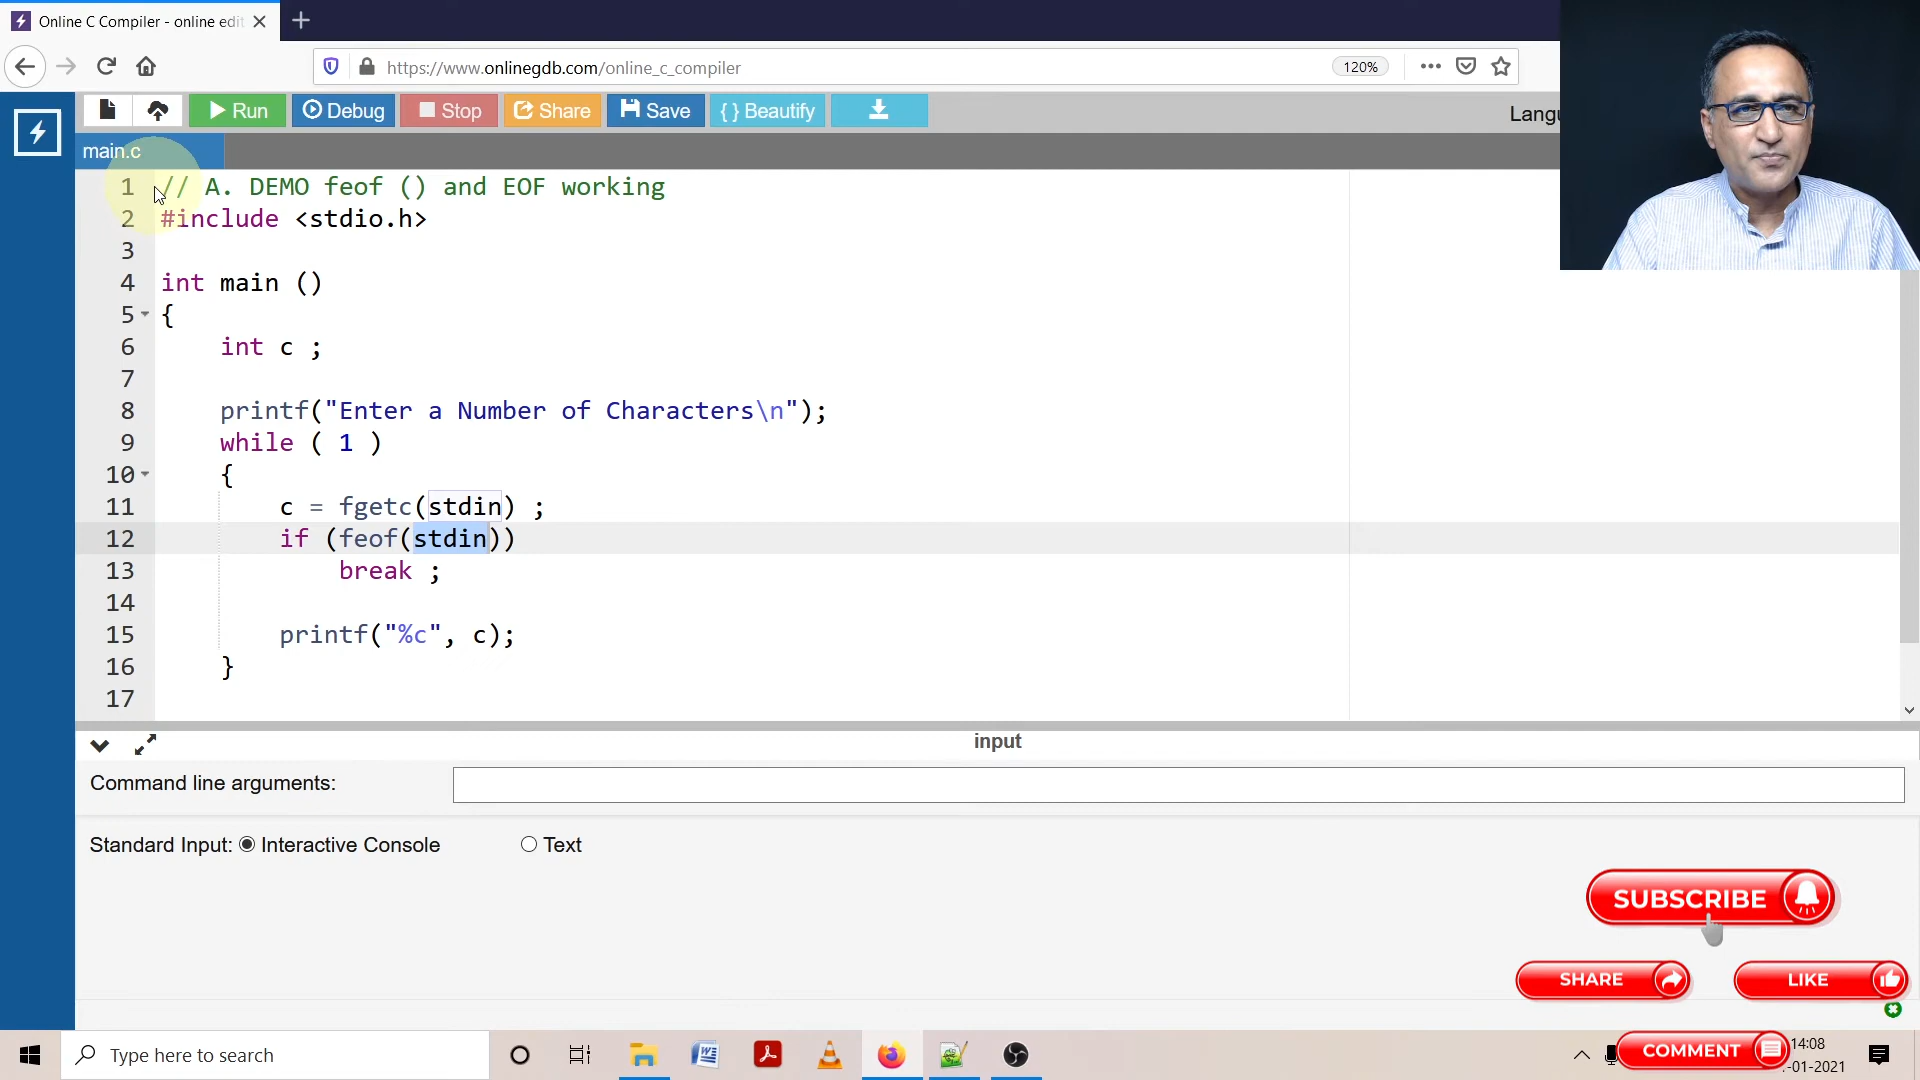 Online C Compiler - online edit
https://www.onlinegdb.com/online_c_compiler
120%
Run
Debug
Stop
Share
Save
{ } Beautify
main.c
1 // A. DEMO feof () and EOF working
2 #include <stdio.h>
3
4 int main ()
5 {
6 int c ;
7
8 printf("Enter a Number of Characters\n");
9 while ( 1 )
10 {
11 c = fgetc(stdin) ;
12 if (feof(stdin))
13 break ;
14
15 printf("%c", c);
16 }
17
input
Command line arguments:
Standard Input: Interactive Console Text
SUBSCRIBE
SHARE
LIKE
Type here to search
COMMENT
14:08
-01-2021